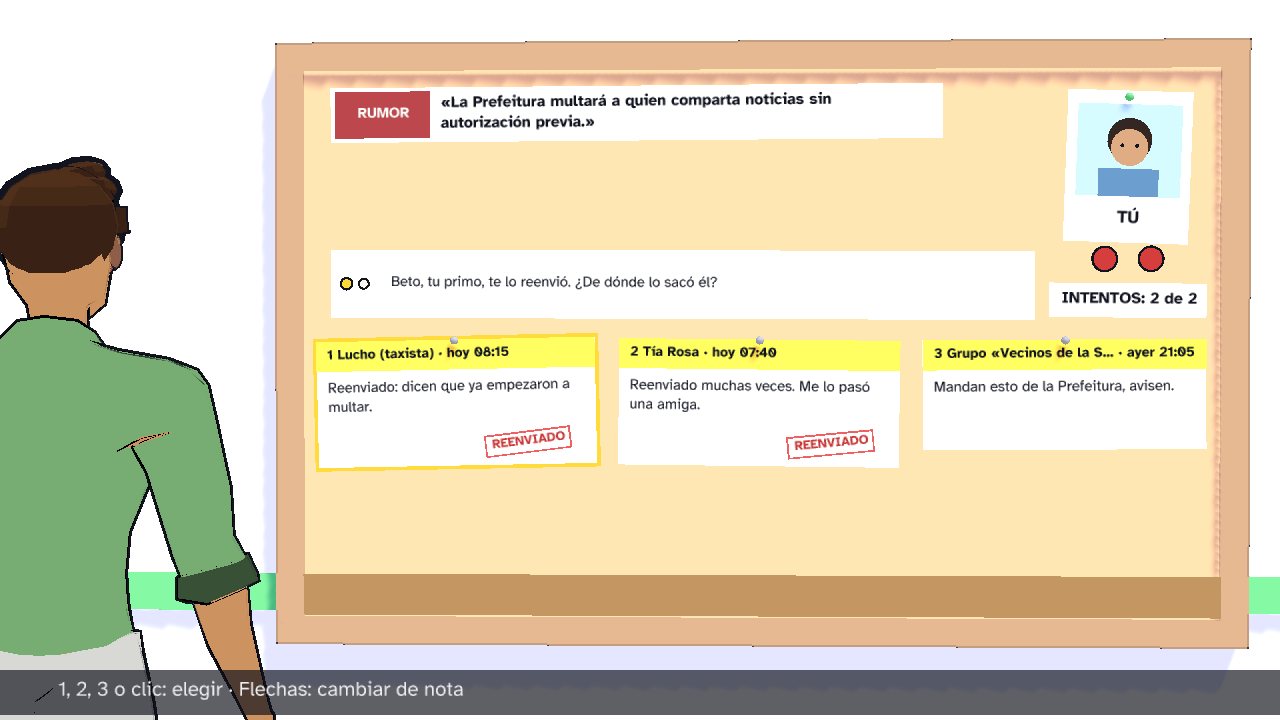 RUMOR
«La Prefeitura multará a quien comparta noticias sin
autorización previa.»
TÚ
Beto, tu primo, te lo reenvió. ¿De dónde lo sacó él?
INTENTOS: 2 de 2
1 Lucho (taxista) · hoy 08:15
Reenviado: dicen que ya empezaron a
multar.
REENVIADO
2 Tía Rosa · hoy 07:40
Reenviado muchas veces. Me lo pasó
una amiga.
REENVIADO
3 Grupo «Vecinos de la S... · ayer 21:05
Mandan esto de la Prefeitura, avisen.
1, 2, 3 o clic: elegir · Flechas: cambiar de nota